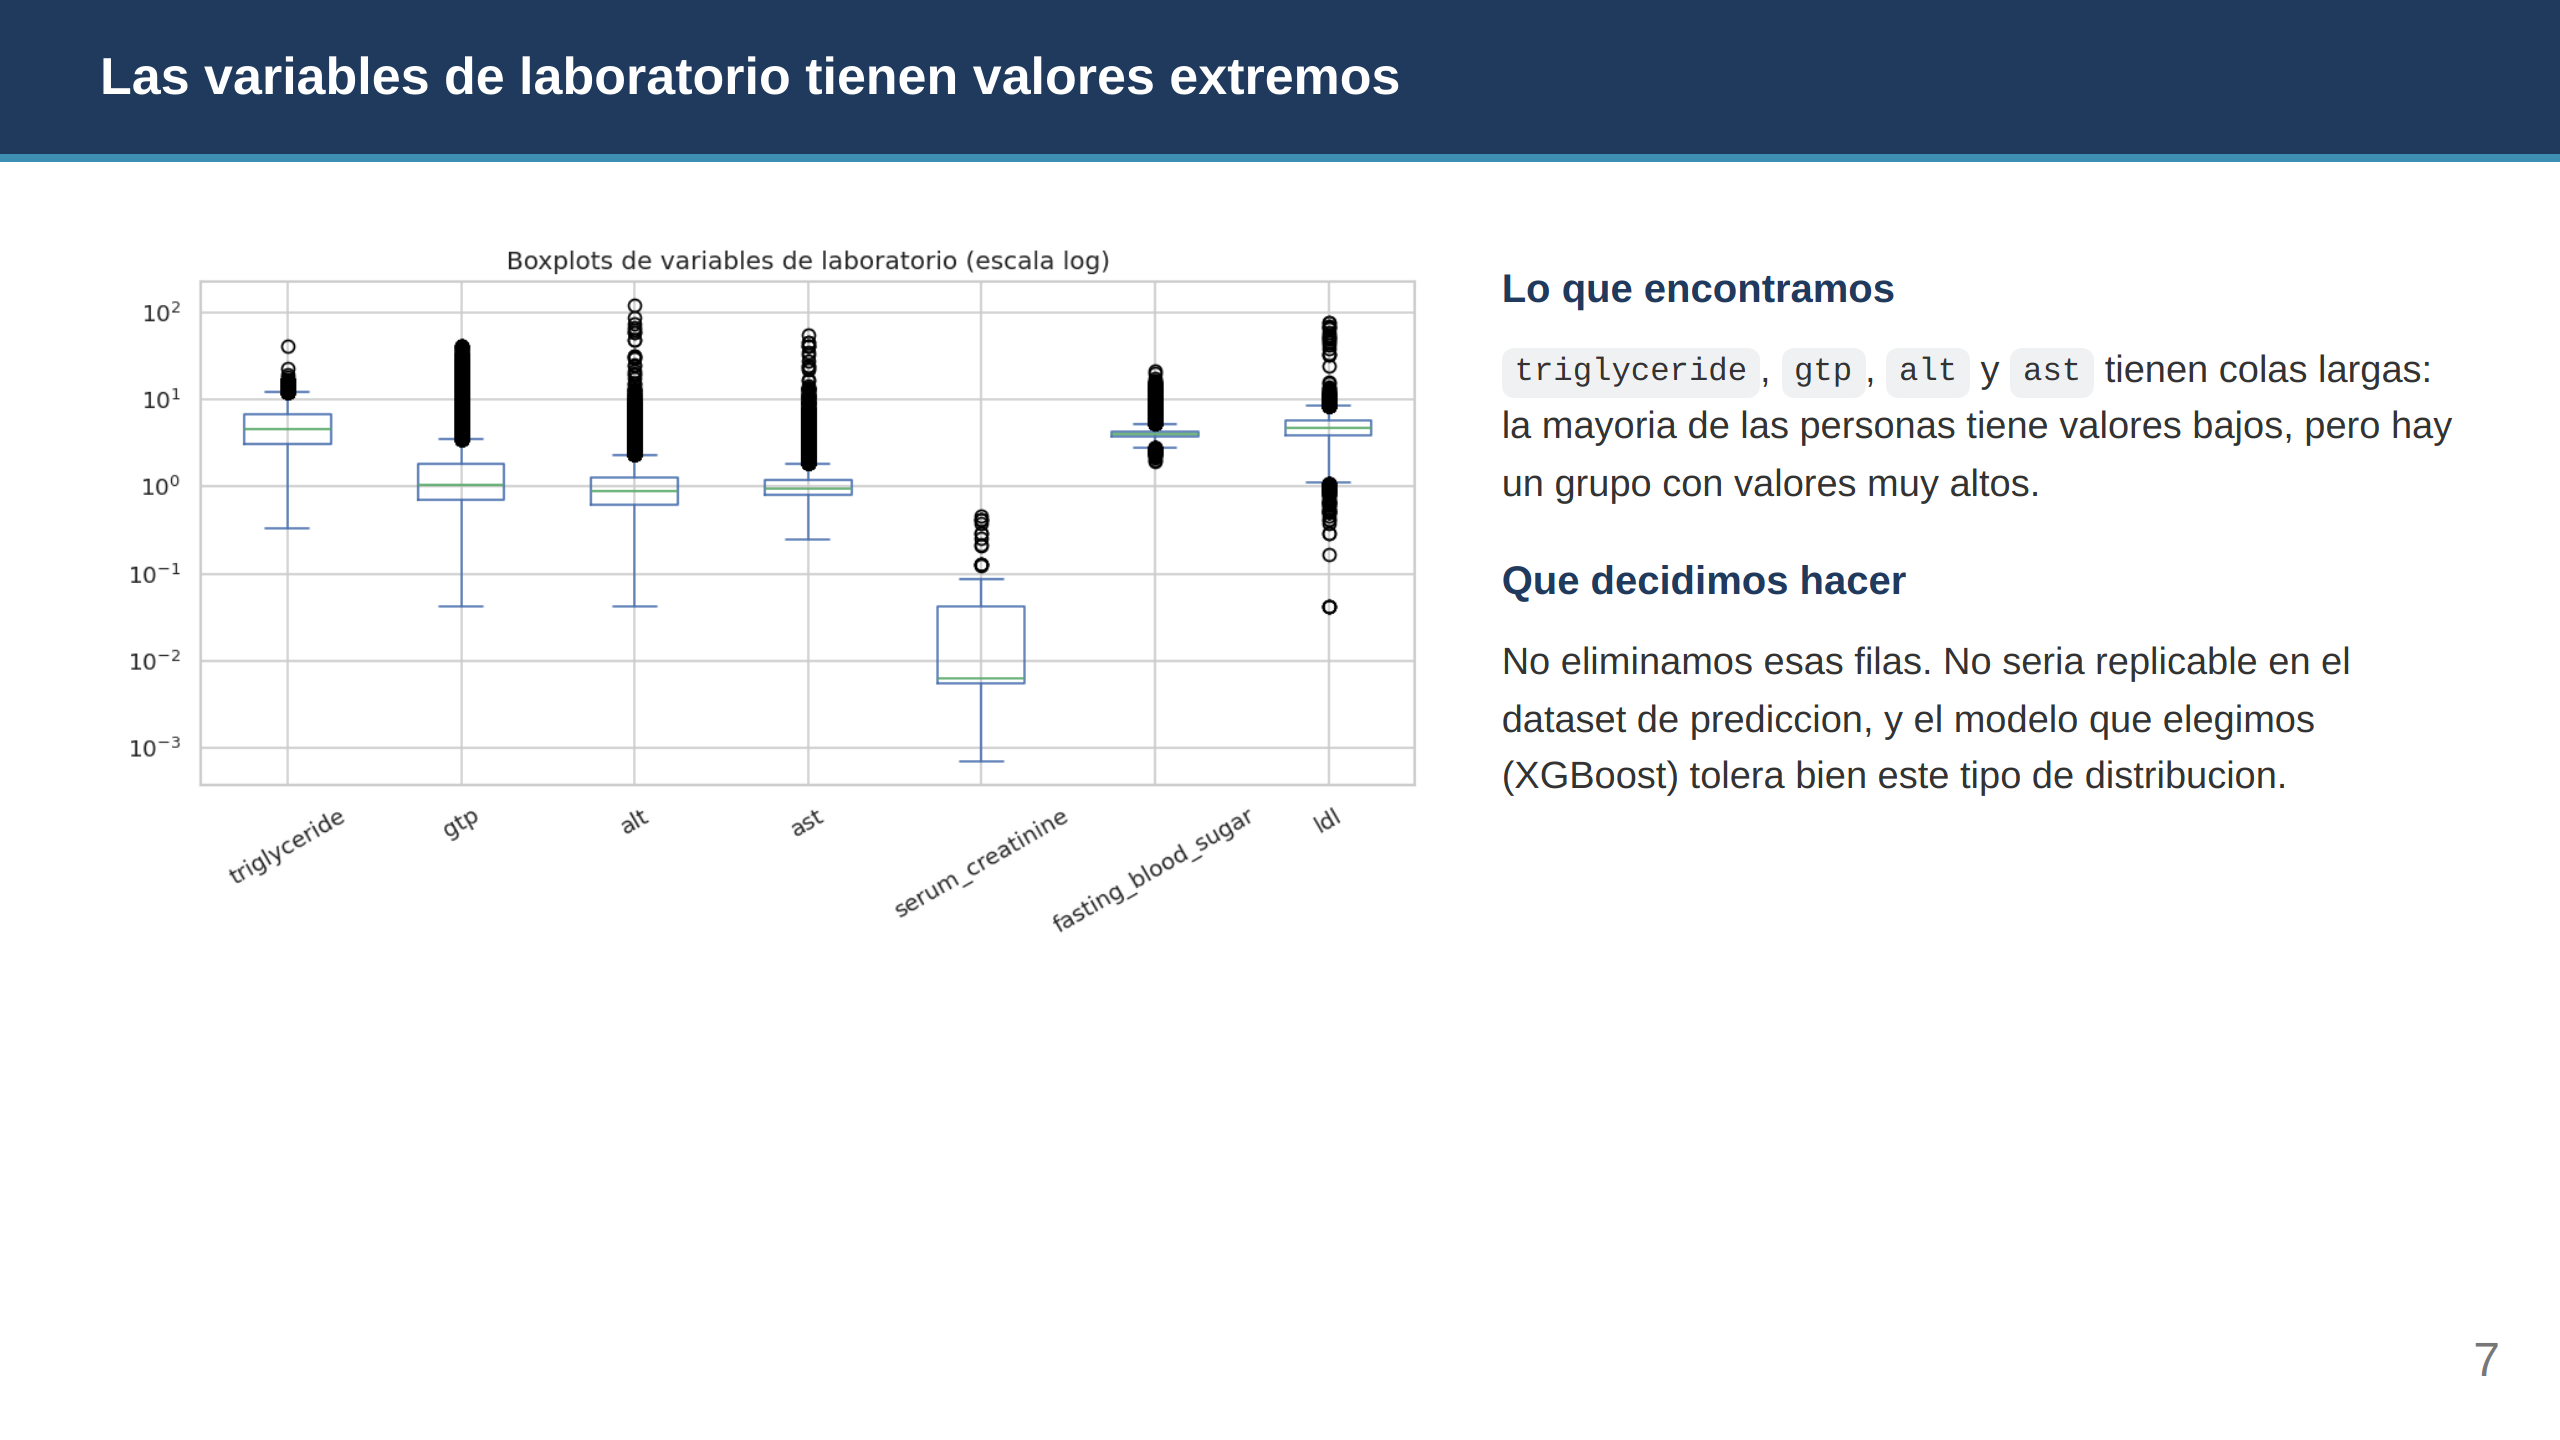 Las variables de laboratorio tienen valores extremos
Boxplots de variables de laboratorio (escala log)
10²
10¹
10⁰
10⁻¹
10⁻²
10⁻³
triglyceride
gtp
alt
ast
serum_creatinine
fasting_blood_sugar
ldl
Lo que encontramos
triglyceride, gtp, alt y ast tienen colas largas:
la mayoria de las personas tiene valores bajos, pero hay
un grupo con valores muy altos.
Que decidimos hacer
No eliminamos esas filas. No seria replicable en el
dataset de prediccion, y el modelo que elegimos
(XGBoost) tolera bien este tipo de distribucion.
7